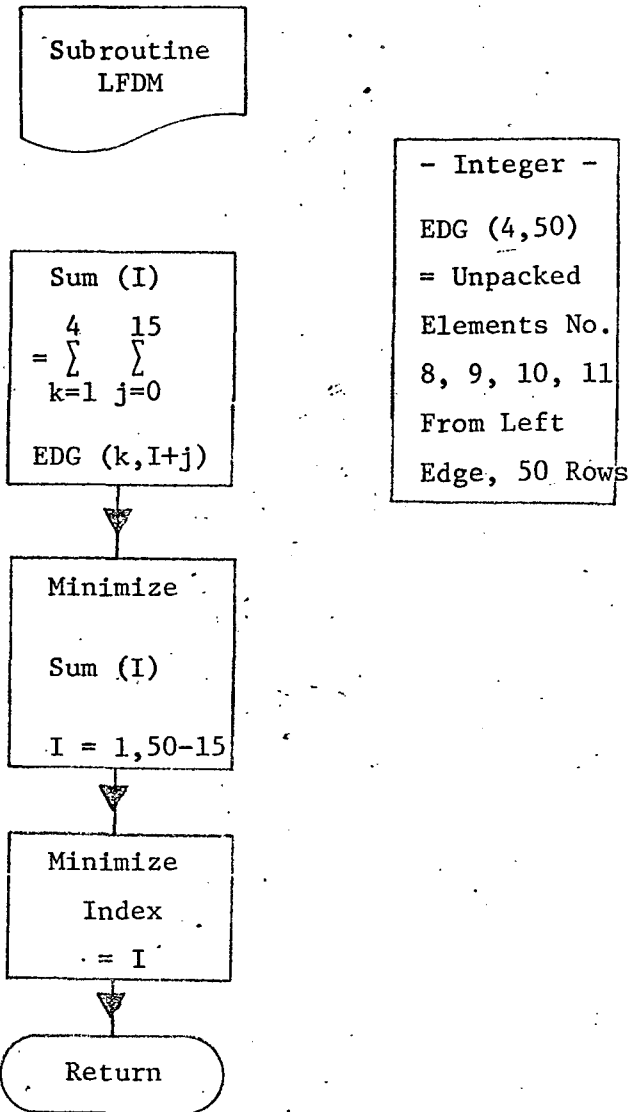 Subroutine
LFDM
- Integer -
EDG (4,50)
= Unpacked
Elements No.
8, 9, 10, 11
From Left
Edge, 50 Rows
Sum (I)
4 15
= ∑ ∑
k=1 j=0
EDG (k,I+j)
Minimize
Sum (I)
I = 1,50-15
Minimize
Index
= I
Return